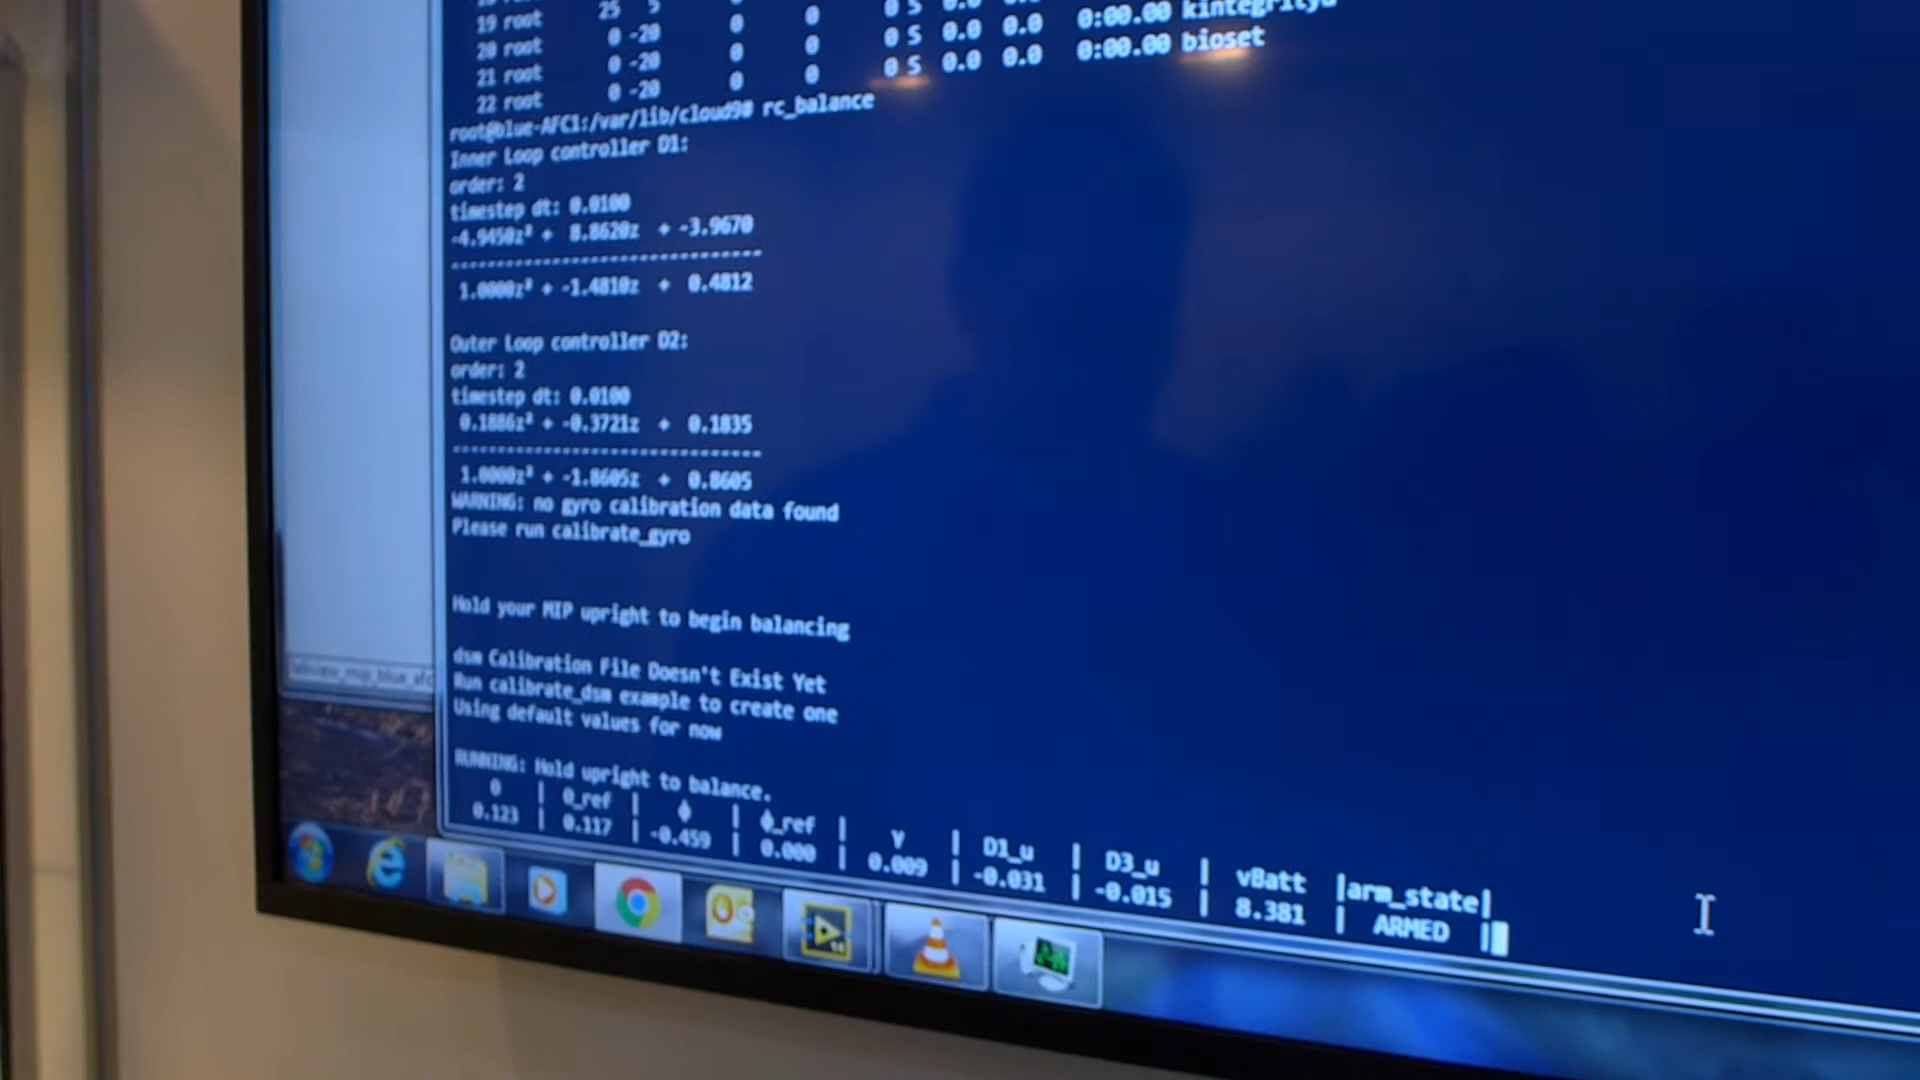 19 root 25 5 0 0 0 S 0.0 0.0 0:00.00 kintegrityd
20 root 0 -20 0 0 0 S 0.0 0.0 0:00.00 bioset
21 root 0 -20 0 0 0 S 0.0 0.0
22 root 0 -20
root@blue-AFC1:/var/lib/cloud9# rc_balance
Inner Loop controller D1:
order: 2
timestep dt: 0.0100
-4.9450z² + 8.8620z + -3.9670
-------------------------------
1.0000z² + -1.4810z + 0.4812
Outer Loop controller D2:
order: 2
timestep dt: 0.0100
0.1886z² + -0.3721z + 0.1835
-------------------------------
1.0000z² + -1.8605z + 0.8605
WARNING: no gyro calibration data found
Please run calibrate_gyro
Hold your MIP upright to begin balancing
dsm Calibration File Doesn't Exist Yet
Run calibrate_dsm example to create one
Using default values for now
RUNNING: Hold upright to balance.
θ | θ_ref | ϕ | ϕ_ref | γ | D1_u | D3_u | vBatt |arm_state|
0.123 | 0.117 | -0.459 | 0.000 | 0.009 | -0.031 | -0.015 | 8.381 | ARMED |